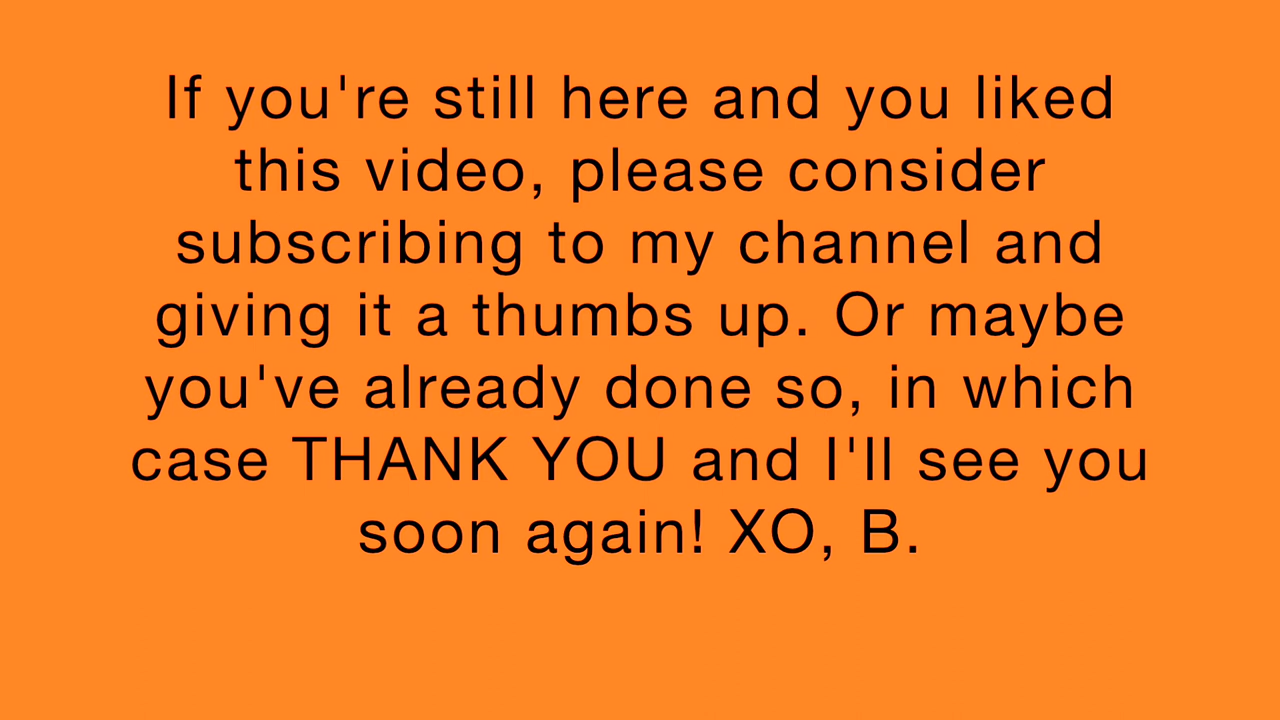 If you're still here and you liked
this video, please consider
subscribing to my channel and
giving it a thumbs up. Or maybe
you've already done so, in which
case THANK YOU and I'll see you
soon again! XO, B.